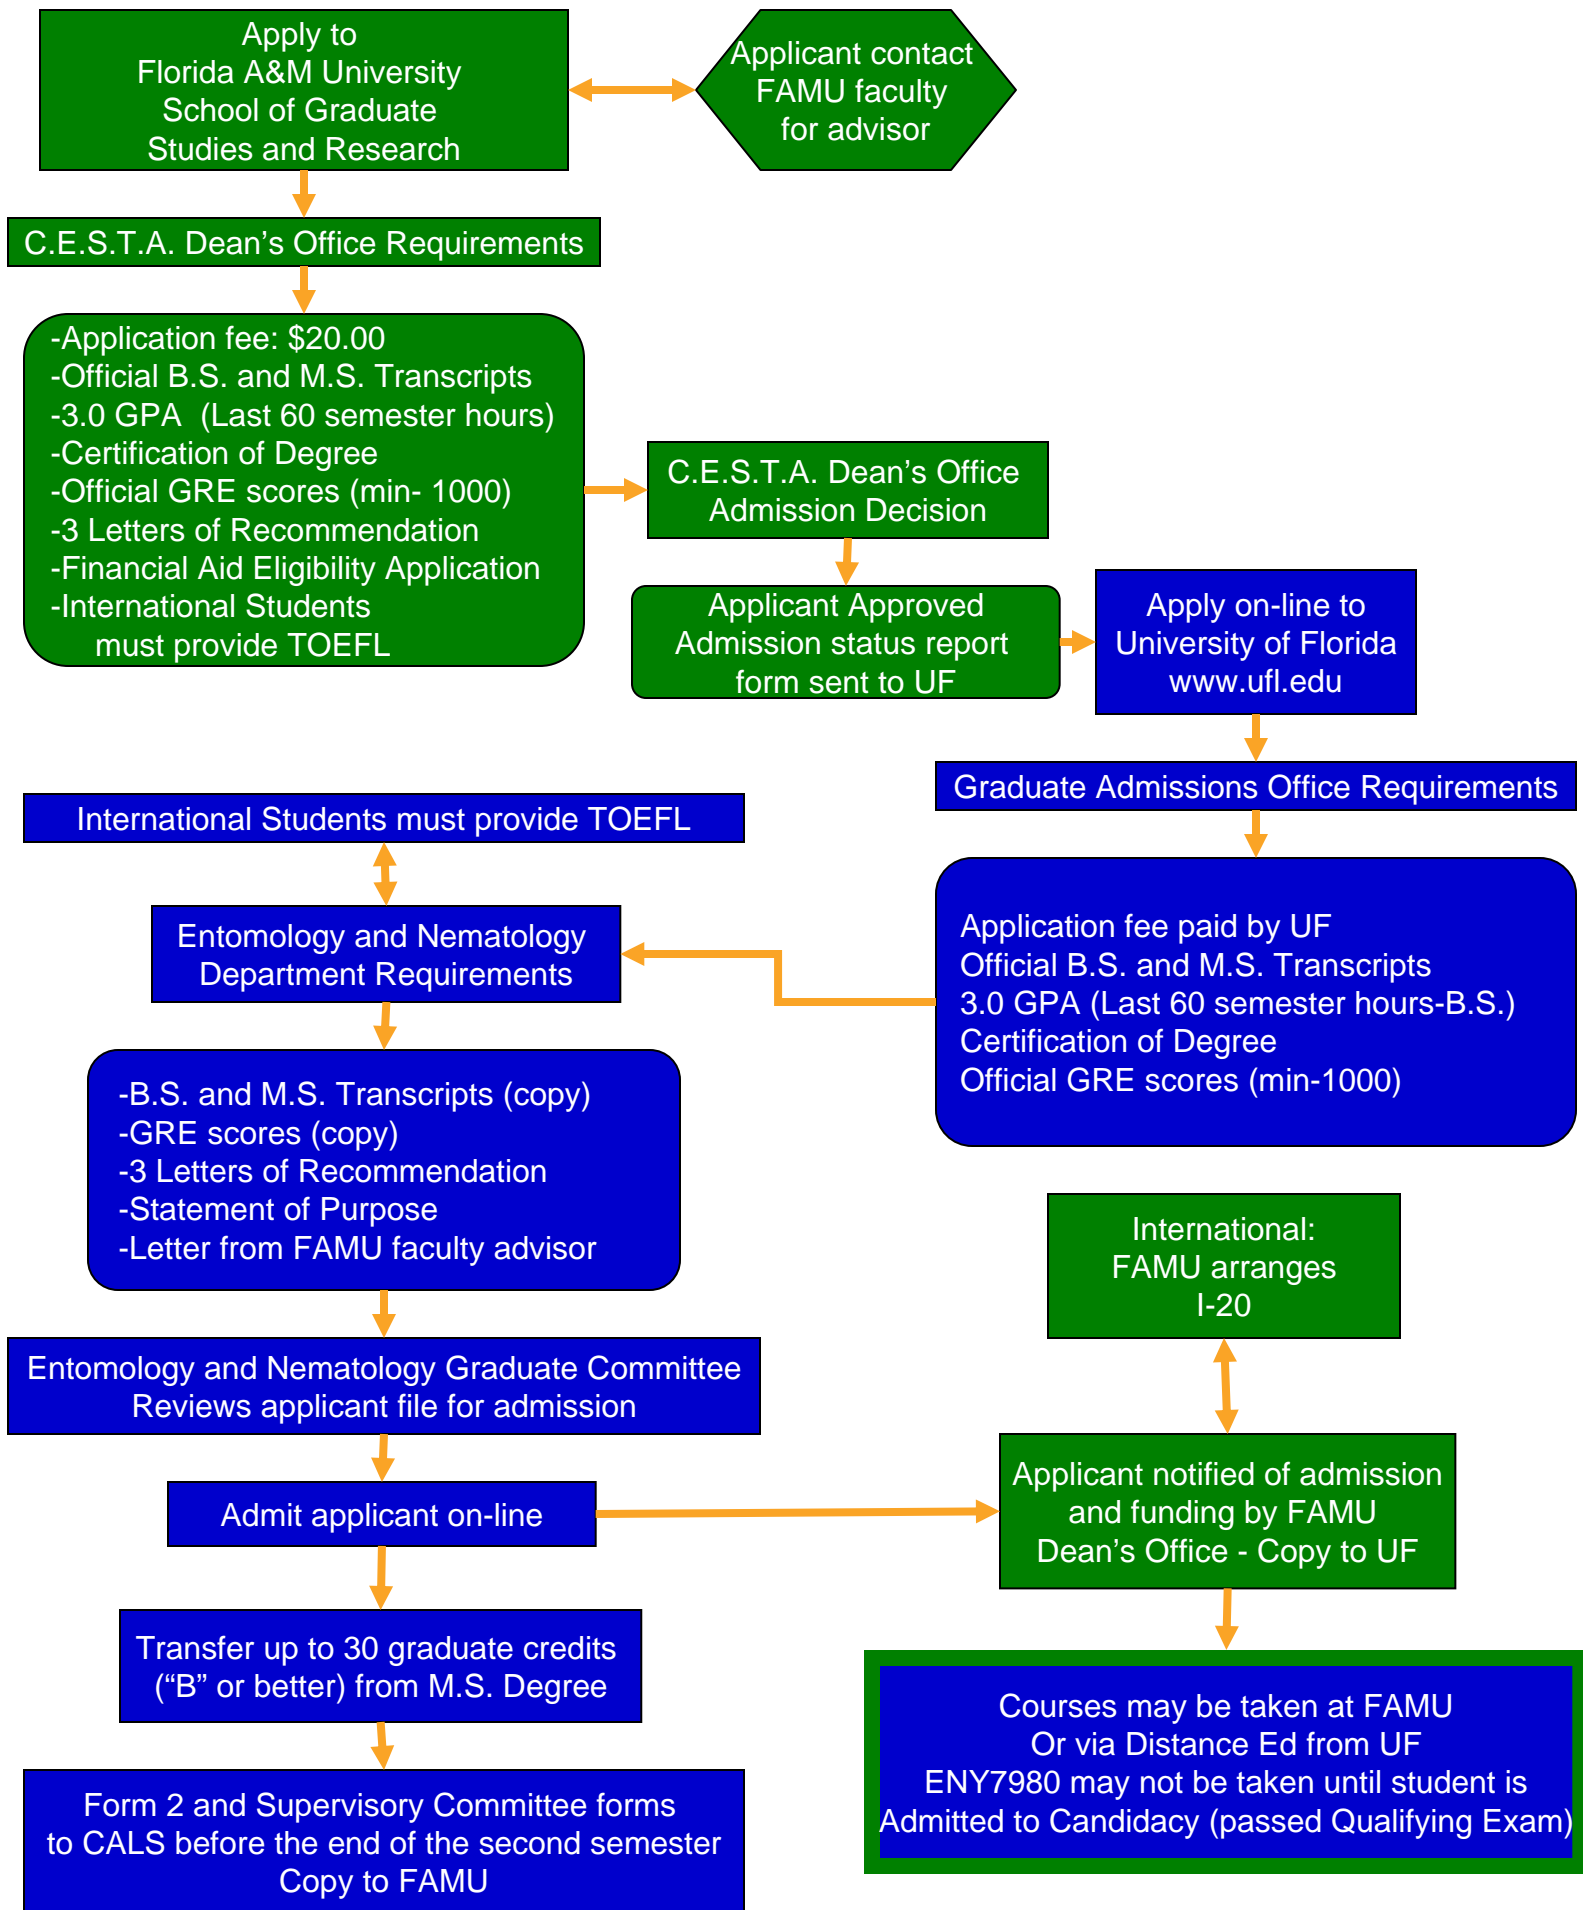 Apply to
Florida A&M University
School of Graduate
Studies and Research
Applicant contact
FAMU faculty
for advisor
C.E.S.T.A. Dean’s Office Requirements
-Application fee: $20.00
-Official B.S. and M.S. Transcripts
-3.0 GPA (Last 60 semester hours)
-Certification of Degree
-Official GRE scores (min- 1000)
-3 Letters of Recommendation
-Financial Aid Eligibility Application
-International Students
must provide TOEFL
C.E.S.T.A. Dean’s Office
Admission Decision
Applicant Approved
Admission status report
form sent to UF
Apply on-line to
University of Florida
www.ufl.edu
Graduate Admissions Office Requirements
Application fee paid by UF
Official B.S. and M.S. Transcripts
3.0 GPA (Last 60 semester hours-B.S.)
Certification of Degree
Official GRE scores (min-1000)
International Students must provide TOEFL
Entomology and Nematology
Department Requirements
-B.S. and M.S. Transcripts (copy)
-GRE scores (copy)
-3 Letters of Recommendation
-Statement of Purpose
-Letter from FAMU faculty advisor
Entomology and Nematology Graduate Committee
Reviews applicant file for admission
Admit applicant on-line
International:
FAMU arranges
I-20
Applicant notified of admission
and funding by FAMU
Dean’s Office - Copy to UF
Transfer up to 30 graduate credits
(“B” or better) from M.S. Degree
Form 2 and Supervisory Committee forms
to CALS before the end of the second semester
Copy to FAMU
Courses may be taken at FAMU
Or via Distance Ed from UF
ENY7980 may not be taken until student is
Admitted to Candidacy (passed Qualifying Exam)